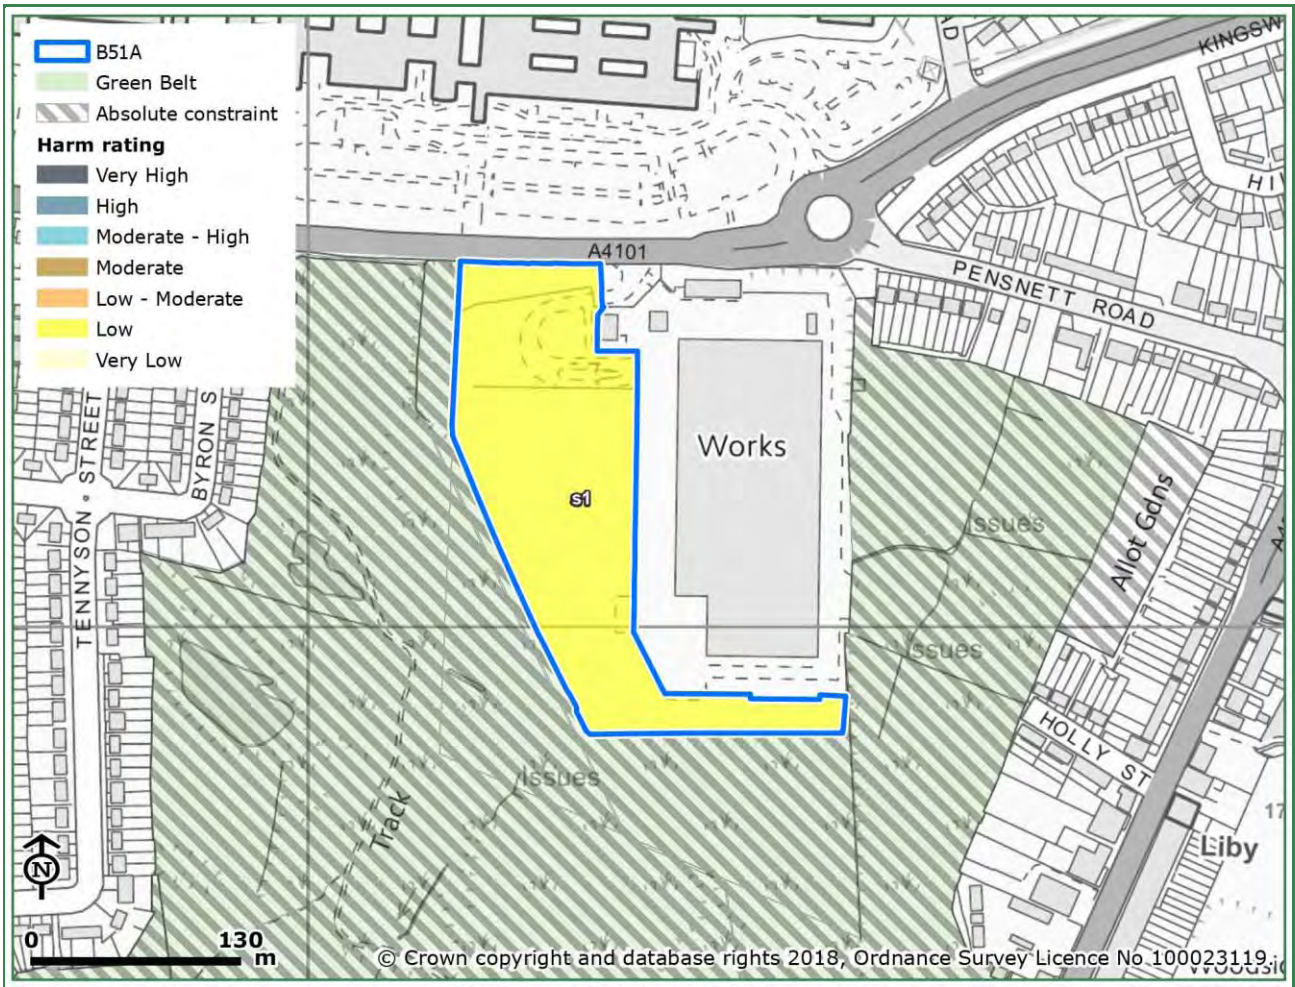 B51A
Green Belt
Absolute constraint
Harm rating
Very High
High
Moderate - High
Moderate
Low - Moderate
Low
Very Low
KINGSW
AD
HI
A4101
PENSNETT ROAD
Works
TENNYSON STREET
BYRON S
s1
Issues
Allot Gdns
Issues
HOLLY ST
Issues
Track
17
Liby
N
0 130
m
© Crown copyright and database rights 2018, Ordnance Survey Licence No 100023119.